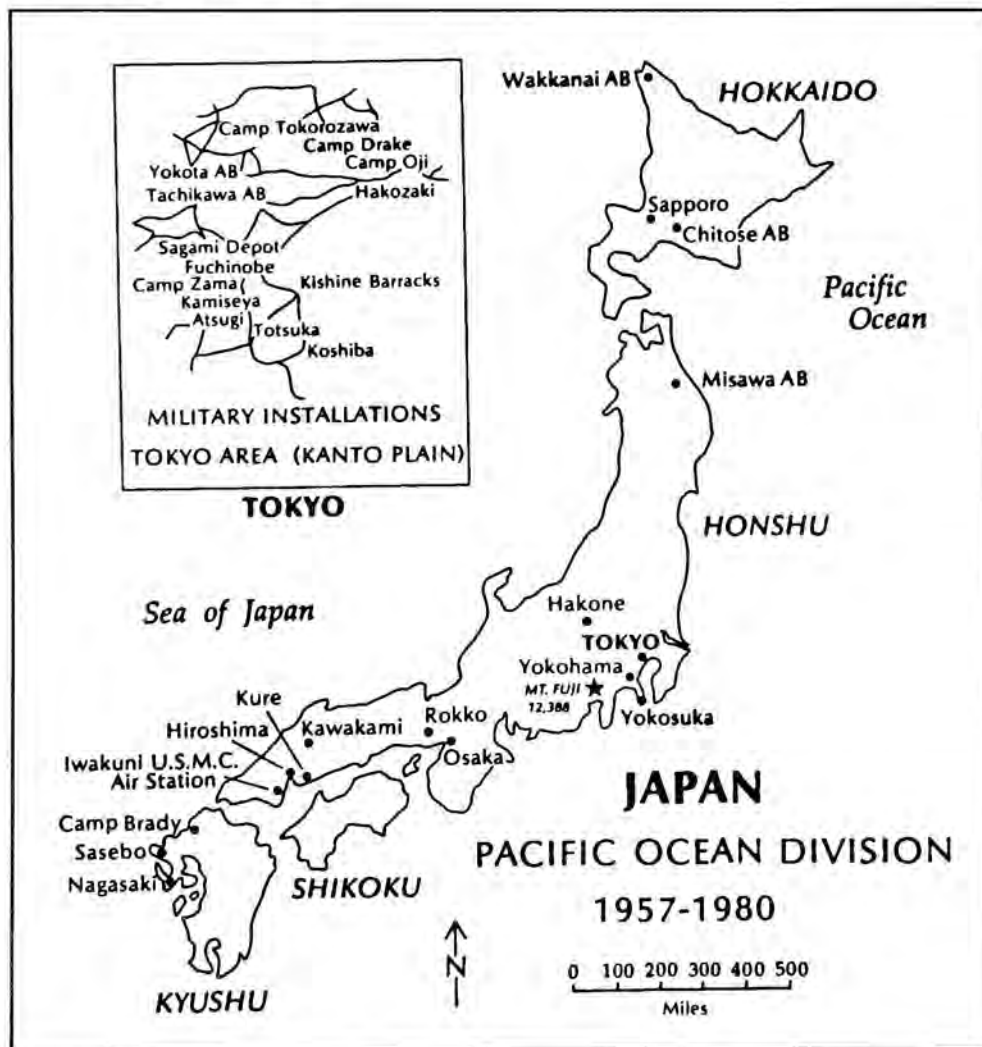 Camp Tokorozawa
Camp Drake
Camp Oji
Yokota AB
Tachikawa AB
Hakozaki
Sagami Depot
Fuchinobe
Camp Zama
Kishine Barracks
Kamiseya
Atsugi
Totsuka
Koshiba
MILITARY INSTALLATIONS
TOKYO AREA (KANTO PLAIN)
TOKYO
Wakkanai AB
HOKKAIDO
Sapporo
Chitose AB
Pacific
Ocean
Misawa AB
HONSHU
Sea of Japan
Hakone
TOKYO
Yokohama
MT. FUJI
12,388
Yokosuka
Kure
Hiroshima
Kawakami
Rokko
Osaka
Iwakuni U.S.M.C.
Air Station
Camp Brady
Sasebo
Nagasaki
SHIKOKU
KYUSHU
JAPAN
PACIFIC OCEAN DIVISION
1957-1980
N
0 100 200 300 400 500
Miles